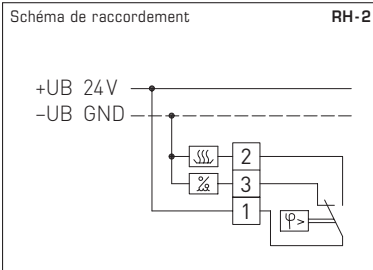 Schéma de raccordement RH-2
+UB 24V
–UB GND
2
%
3
1
φ>